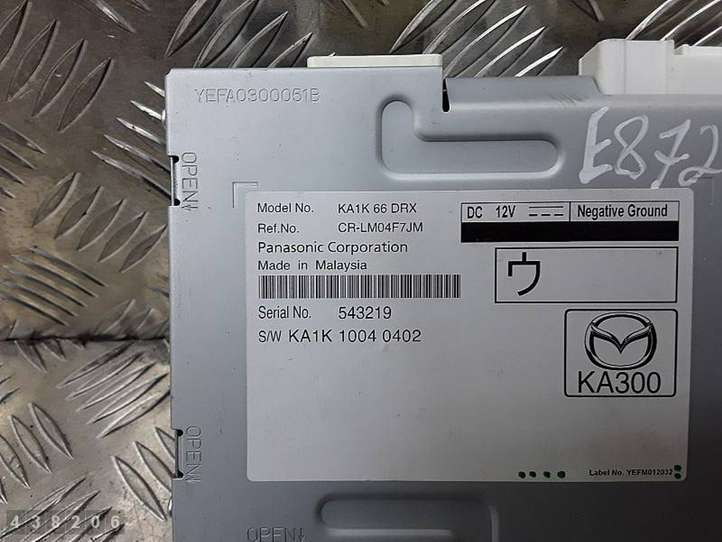 YEFA0300051B
E872
OPEN
Model No. KA1K 66 DRX
Ref.No. CR-LM04F7JM
Panasonic Corporation
Made in Malaysia
DC 12V Negative Ground
ウ
Serial No. 543219
S/W KA1K 1004 0402
KA300
OPEN
Label No. YEFM012032
OPEN
438206